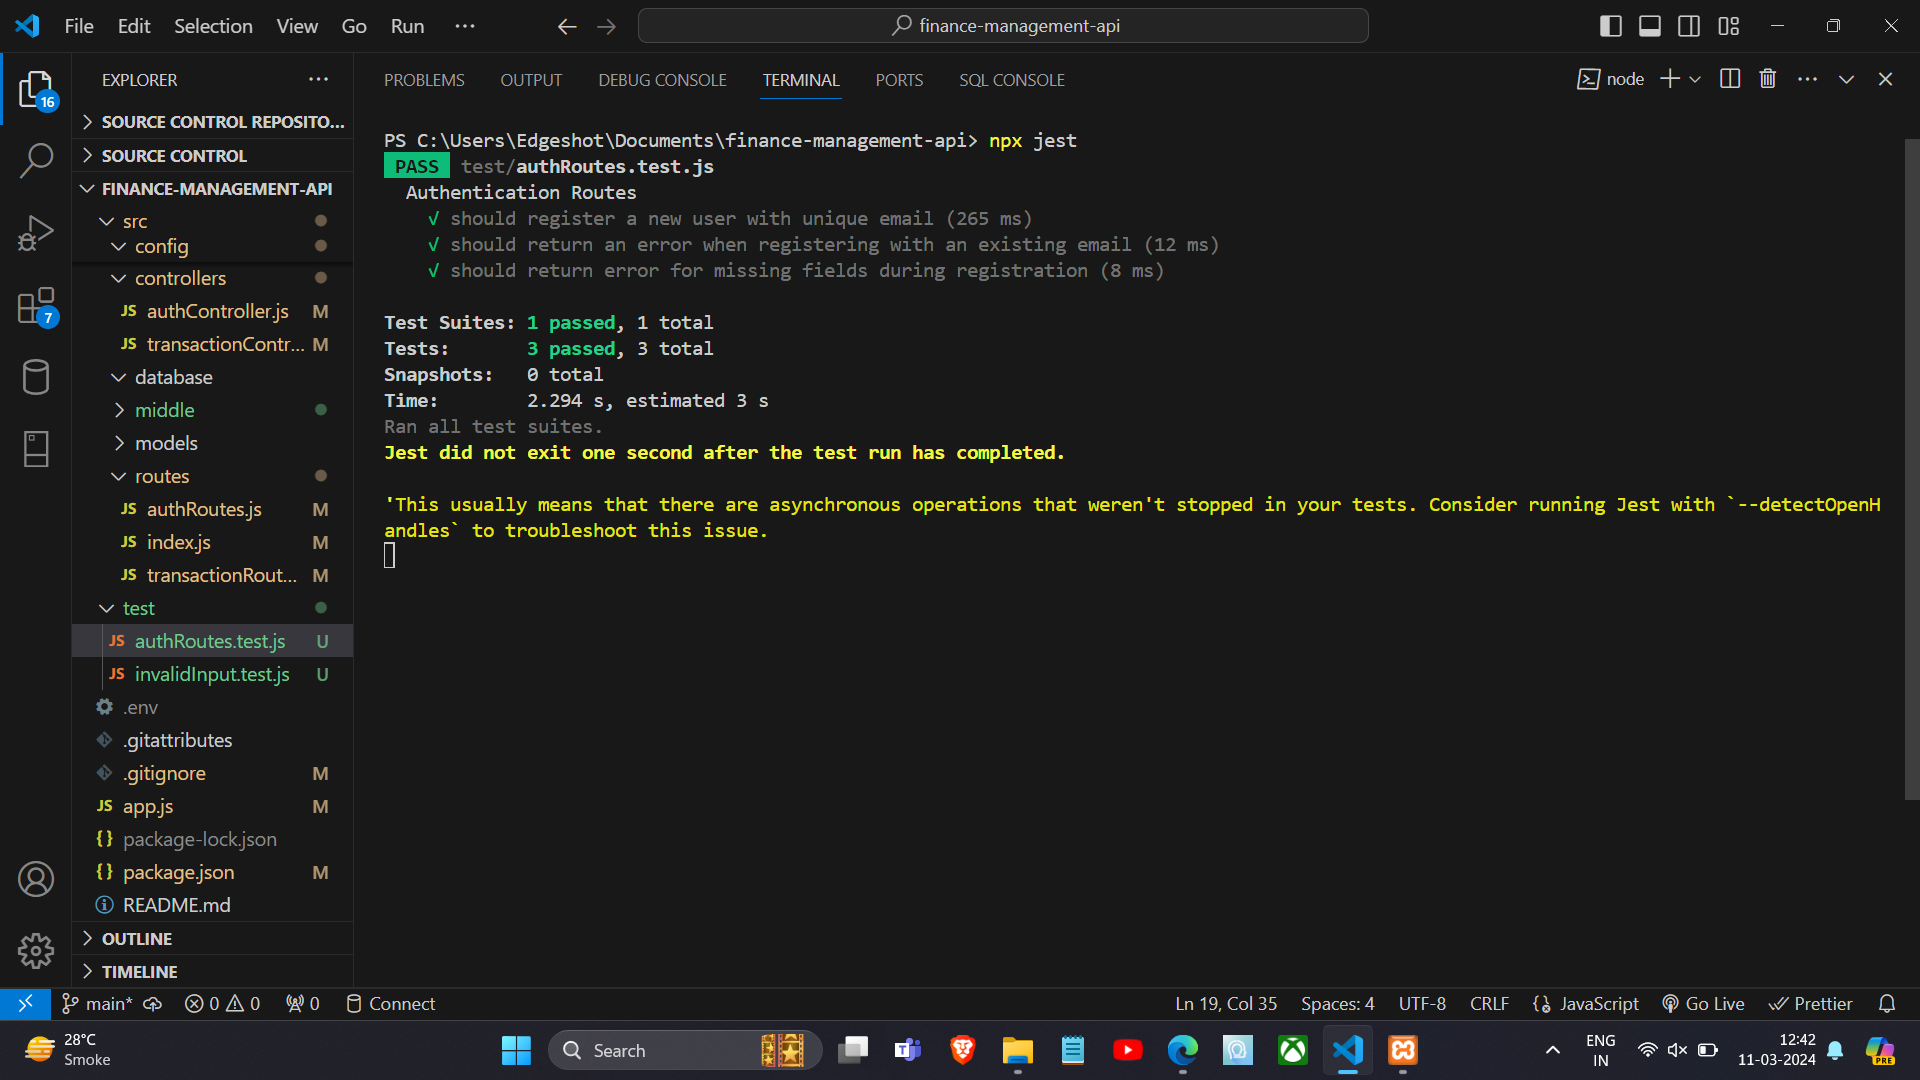 File Edit Selection View Go Run ···
finance-management-api
EXPLORER ···
16
7
SOURCE CONTROL REPOSITO...
SOURCE CONTROL
FINANCE-MANAGEMENT-API
src
config
controllers
JS authController.js M
JS transactionContr... M
database
middle
models
routes
JS authRoutes.js M
JS index.js M
JS transactionRout... M
test
JS authRoutes.test.js U
JS invalidInput.test.js U
.env
.gitattributes
.gitignore M
JS app.js M
{} package-lock.json
{} package.json M
README.md
OUTLINE
TIMELINE
PROBLEMS OUTPUT DEBUG CONSOLE TERMINAL PORTS SQL CONSOLE
node
PS C:\Users\Edgeshot\Documents\finance-management-api> npx jest
PASS test/authRoutes.test.js
Authentication Routes
√ should register a new user with unique email (265 ms)
√ should return an error when registering with an existing email (12 ms)
√ should return error for missing fields during registration (8 ms)
Test Suites: 1 passed, 1 total
Tests: 3 passed, 3 total
Snapshots: 0 total
Time: 2.294 s, estimated 3 s
Ran all test suites.
Jest did not exit one second after the test run has completed.
'This usually means that there are asynchronous operations that weren't stopped in your tests. Consider running Jest with `--detectOpenH
andles` to troubleshoot this issue.
main* 0 0 0 Connect
Ln 19, Col 35 Spaces: 4 UTF-8 CRLF {} JavaScript Go Live Prettier
28°C
Smoke
Search
ENG
IN
12:42
11-03-2024
PRE